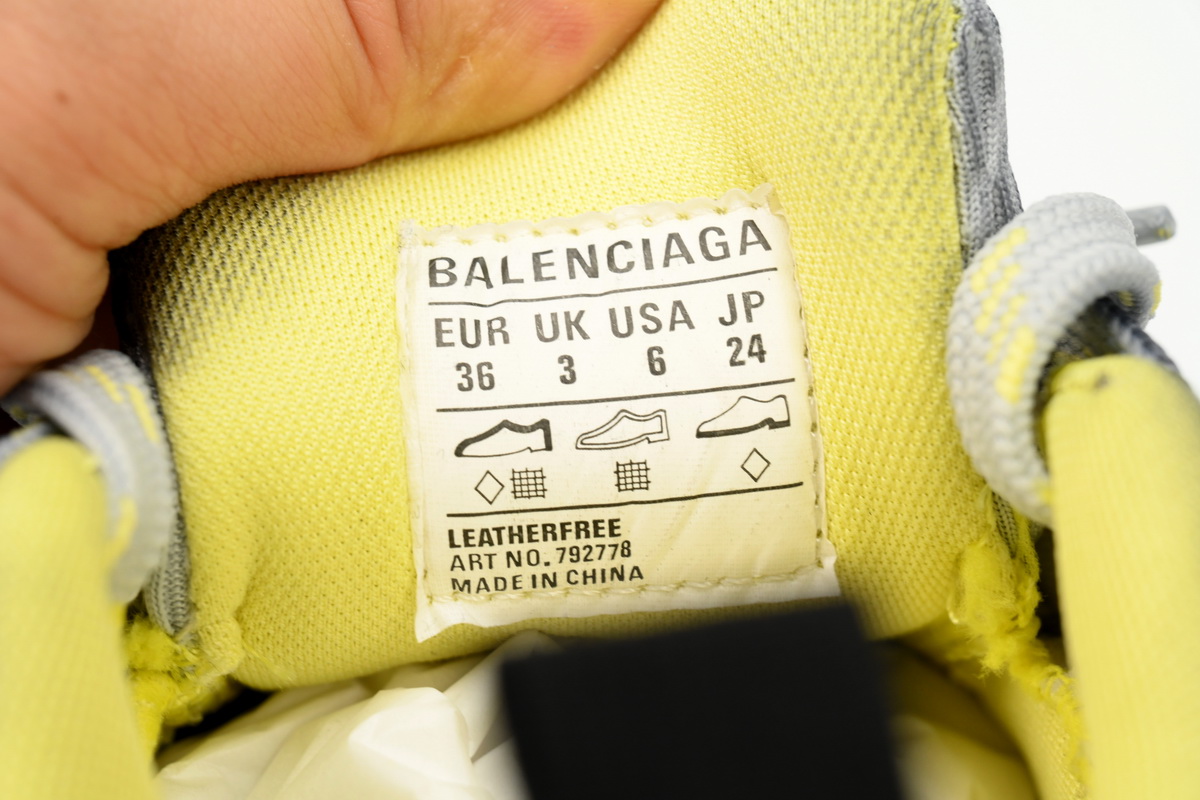 BALENCIAGA
EUR UK USA JP
36 3 6 24
LEATHERFREE
ART NO. 792778
MADE IN CHINA